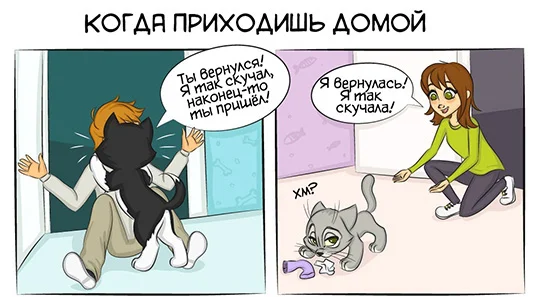 КОГДА ПРИХОДИШЬ ДОМОЙ
Ты вернулся!
Я так скучал,
наконец-то
ты пришёл!
Я вернулась!
Я так
скучала!
ХМ?